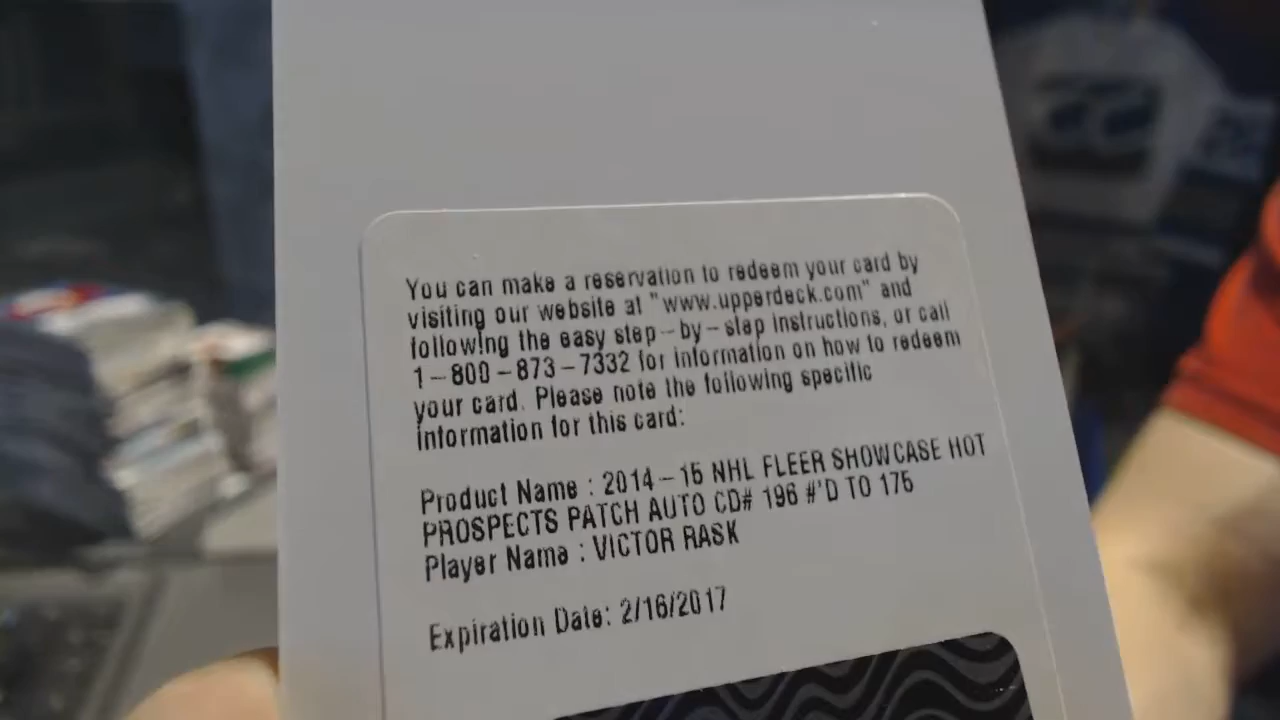 You can make a reservation to redeem your card by
visiting our website at "www.upperdeck.com" and
following the easy step-by-step instructions, or call
1-800-873-7332 for information on how to redeem
your card. Please note the following specific
information for this card:
Product Name : 2014-15 NHL FLEER SHOWCASE HOT
PROSPECTS PATCH AUTO CD# 196 #'D TO 175
Player Name : VICTOR RASK
Expiration Date: 2/16/2017